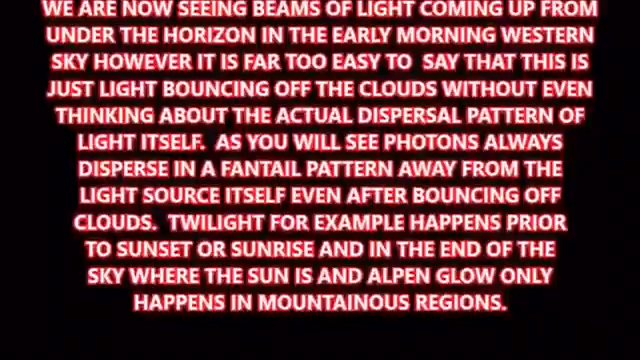 WE ARE NOW SEEING BEAMS OF LIGHT COMING UP FROM
UNDER THE HORIZON IN THE EARLY MORNING WESTERN
SKY HOWEVER IT IS FAR TOO EASY TO  SAY THAT THIS IS
JUST LIGHT BOUNCING OFF THE CLOUDS WITHOUT EVEN
THINKING ABOUT THE ACTUAL DISPERSAL PATTERN OF
LIGHT ITSELF.  AS YOU WILL SEE PHOTONS ALWAYS
DISPERSE IN A FANTAIL PATTERN AWAY FROM THE
LIGHT SOURCE ITSELF EVEN AFTER BOUNCING OFF
CLOUDS.  TWILIGHT FOR EXAMPLE HAPPENS PRIOR
TO SUNSET OR SUNRISE AND IN THE END OF THE
SKY WHERE THE SUN IS AND ALPEN GLOW ONLY
HAPPENS IN MOUNTAINOUS REGIONS.